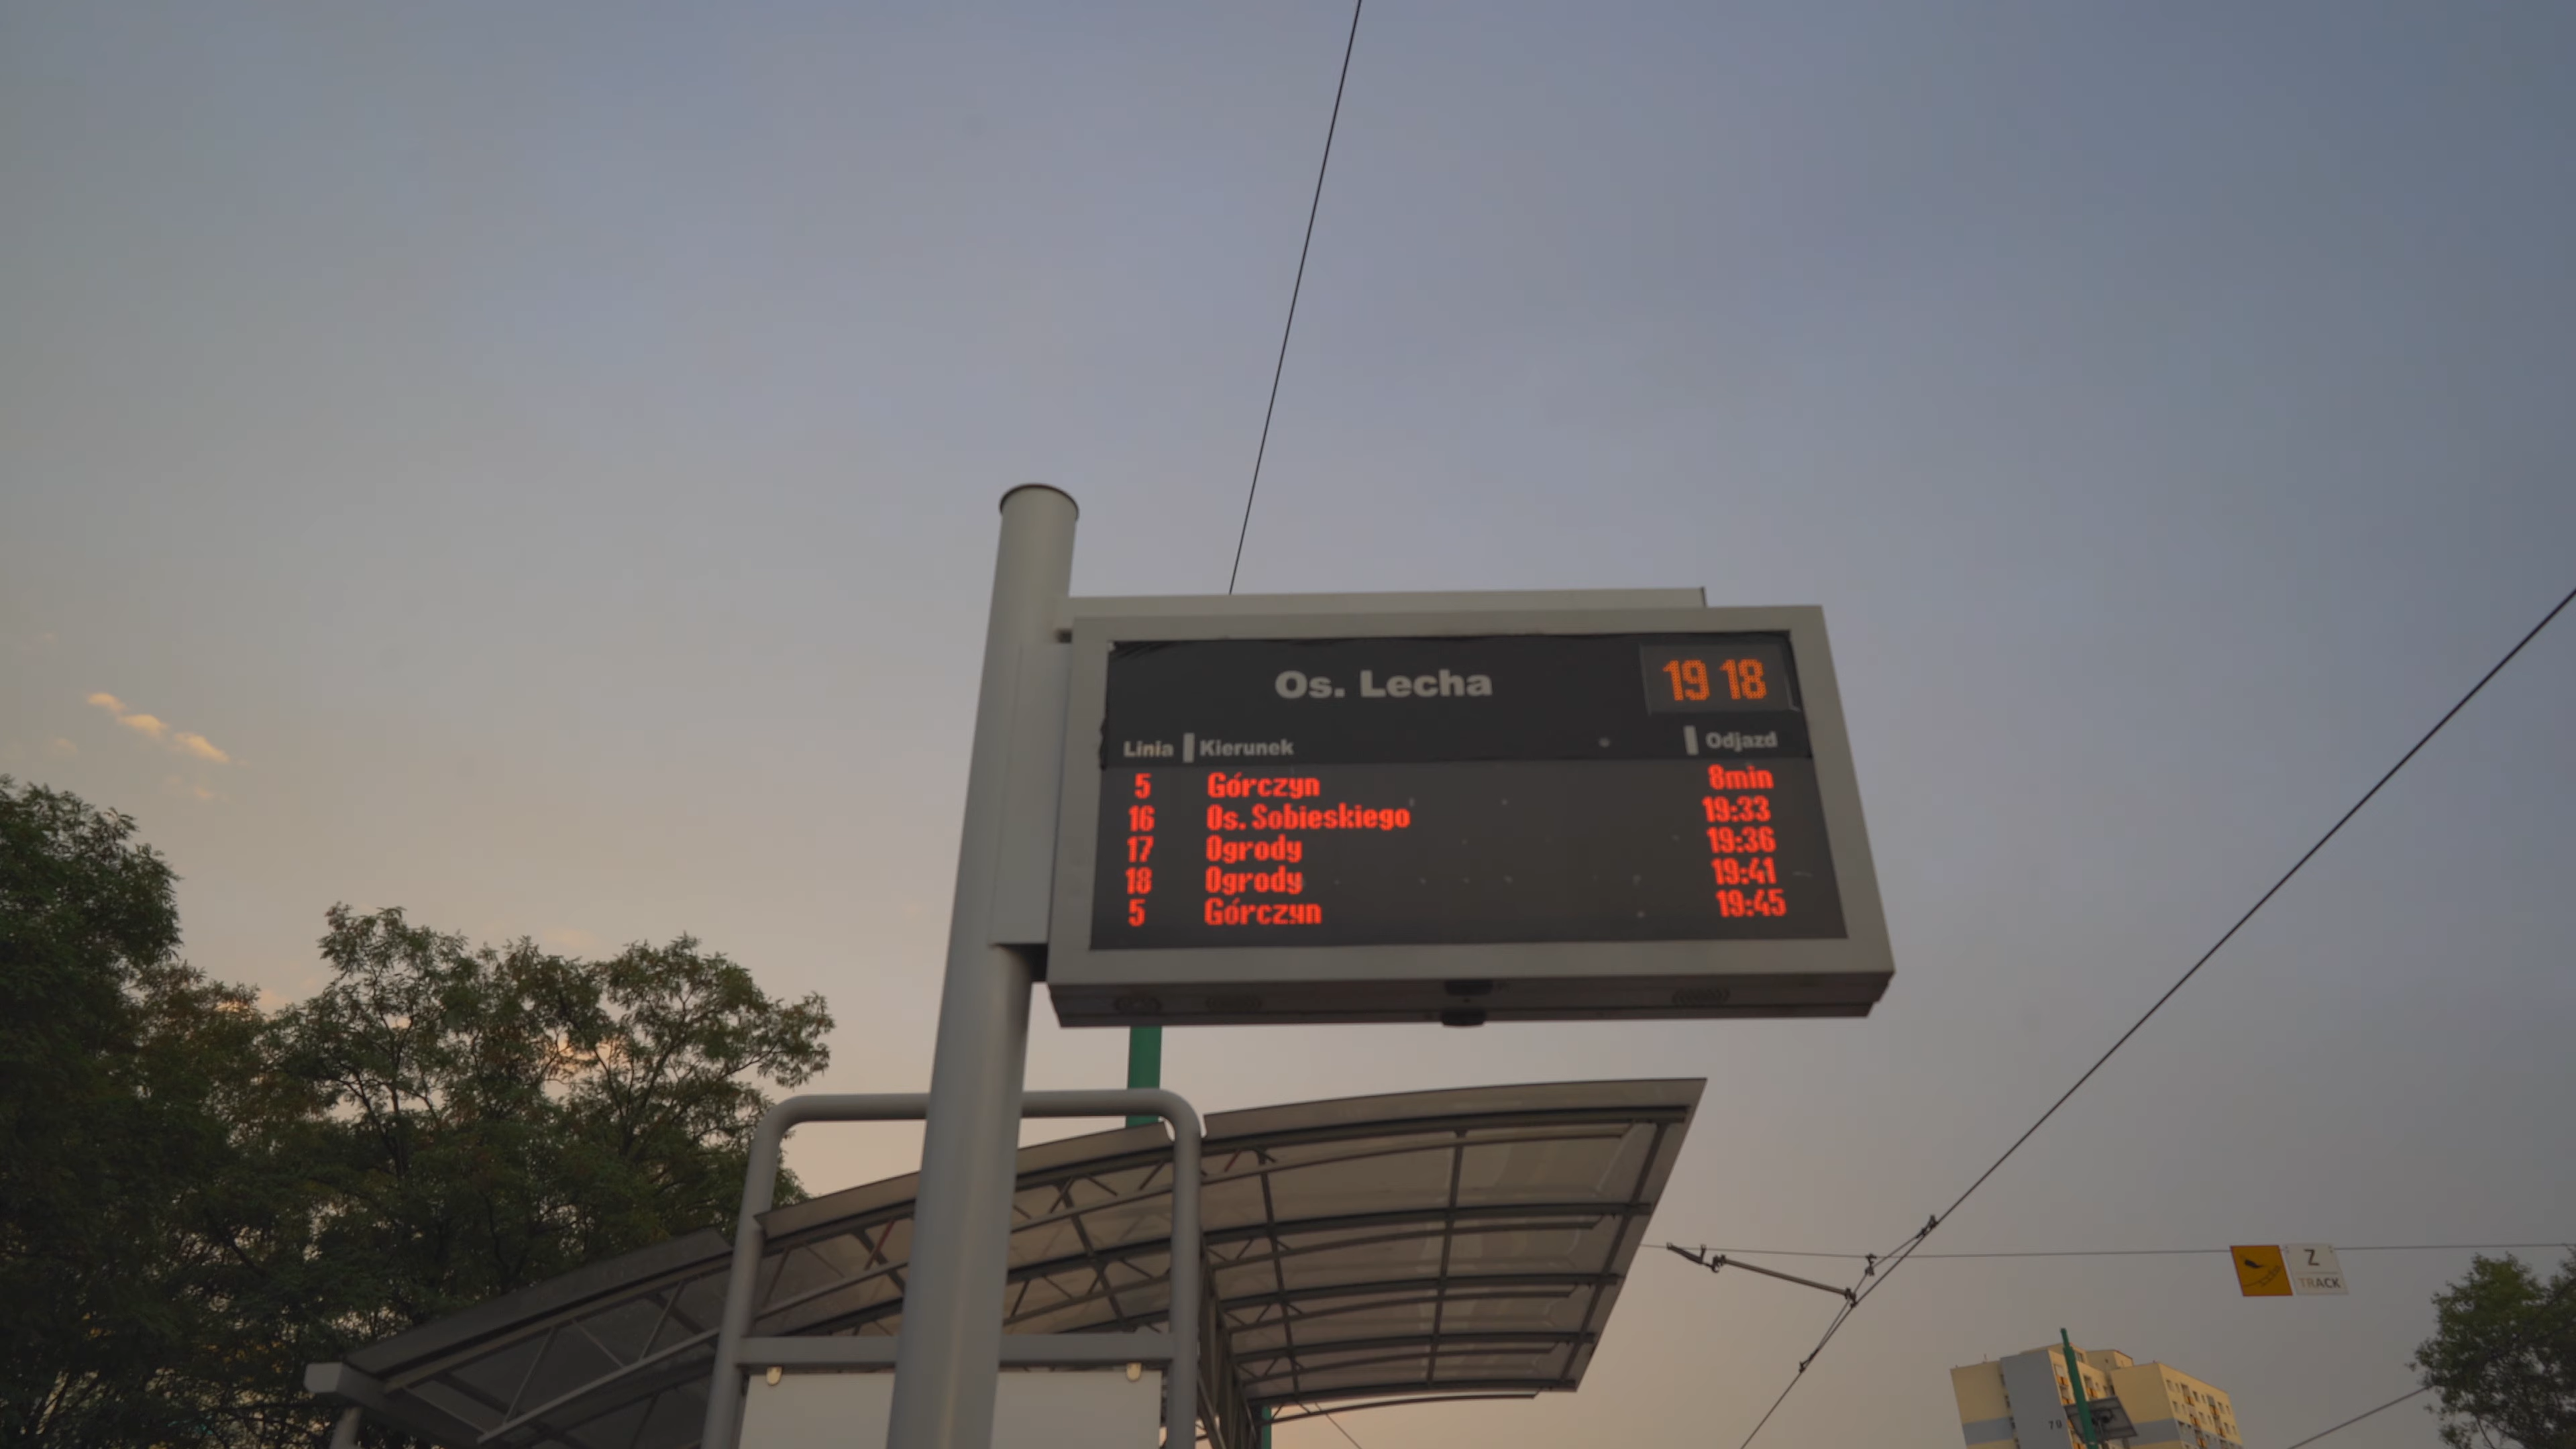 Os. Lecha 19 18
Linia Kierunek Odjazd
5 Górczyn 8min
16 Os. Sobieskiego 19:33
17 Ogrody 19:36
18 Ogrody 19:41
5 Górczyn 19:45
Z
TRACK